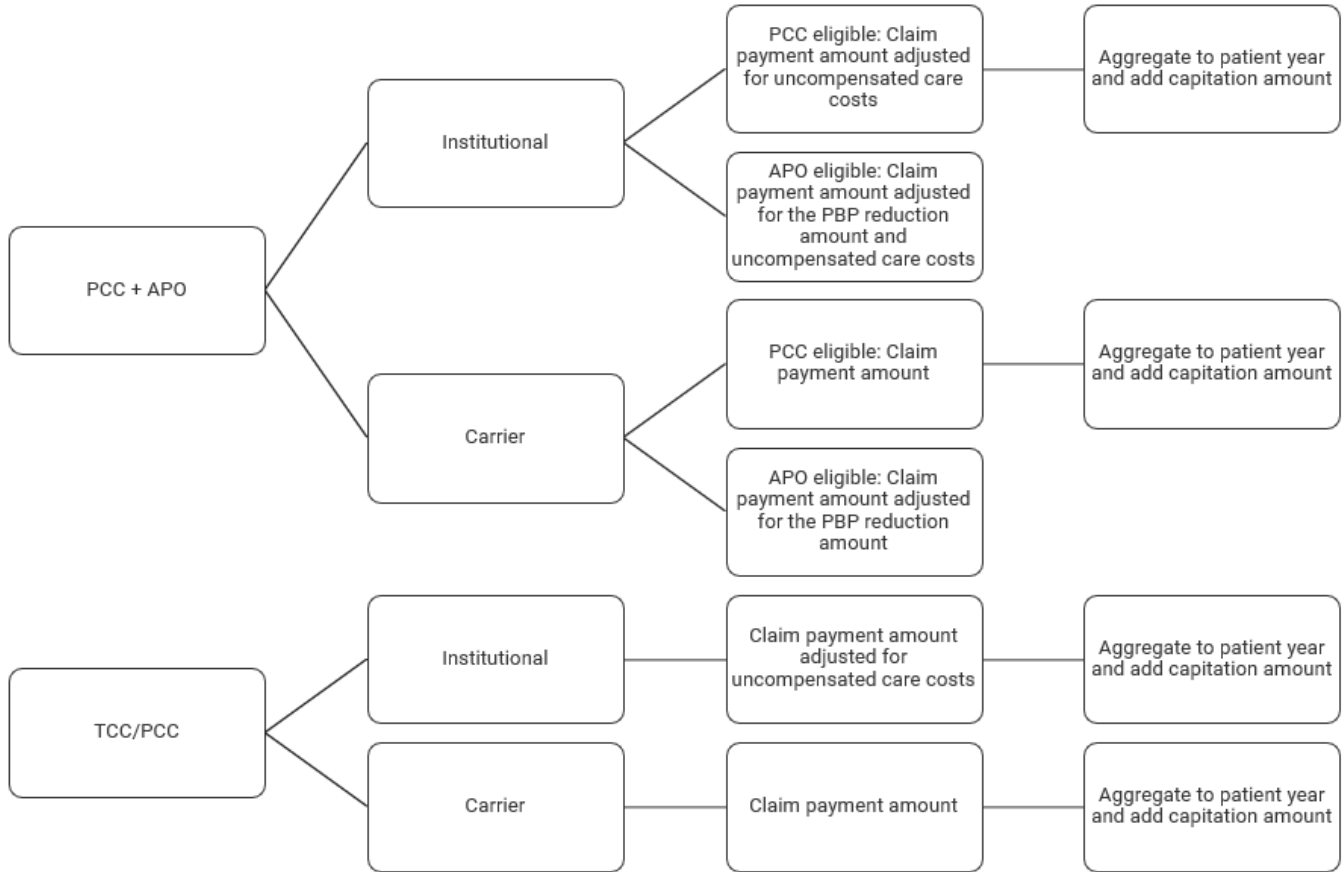 PCC + APO
Institutional
PCC eligible: Claim
payment amount adjusted
for uncompensated care
costs
Aggregate to patient year
and add capitation amount
APO eligible: Claim
payment amount adjusted
for the PBP reduction
amount and
uncompensated care costs
Carrier
PCC eligible: Claim
payment amount
Aggregate to patient year
and add capitation amount
APO eligible: Claim
payment amount adjusted
for the PBP reduction
amount
TCC/PCC
Institutional
Claim payment amount
adjusted for
uncompensated care costs
Aggregate to patient year
and add capitation amount
Carrier
Claim payment amount
Aggregate to patient year
and add capitation amount